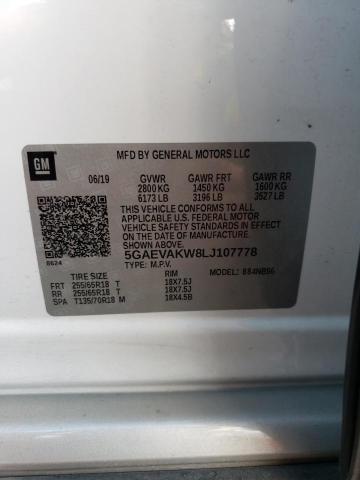 GM
MFD BY GENERAL MOTORS LLC
06/19 GVWR GAWR FRT GAWR RR
2800 KG 1450 KG 1600 KG
6173 LB 3196 LB 3527 LB
THIS VEHICLE CONFORMS TO ALL
APPLICABLE U.S. FEDERAL MOTOR
VEHICLE SAFETY STANDARDS IN
EFFECT ON THE DATE OF
MANUFACTURE SHOWN ABOVE.
5GAEVAKW8LJ107778
8624 TYPE: M.P.V. MODEL: 884NB56
RIM
FRT 255/65R18 T 18X7.5J
RR 255/65R18 T 18X7.5J
SPA T135/70R18 M 18X4.5B